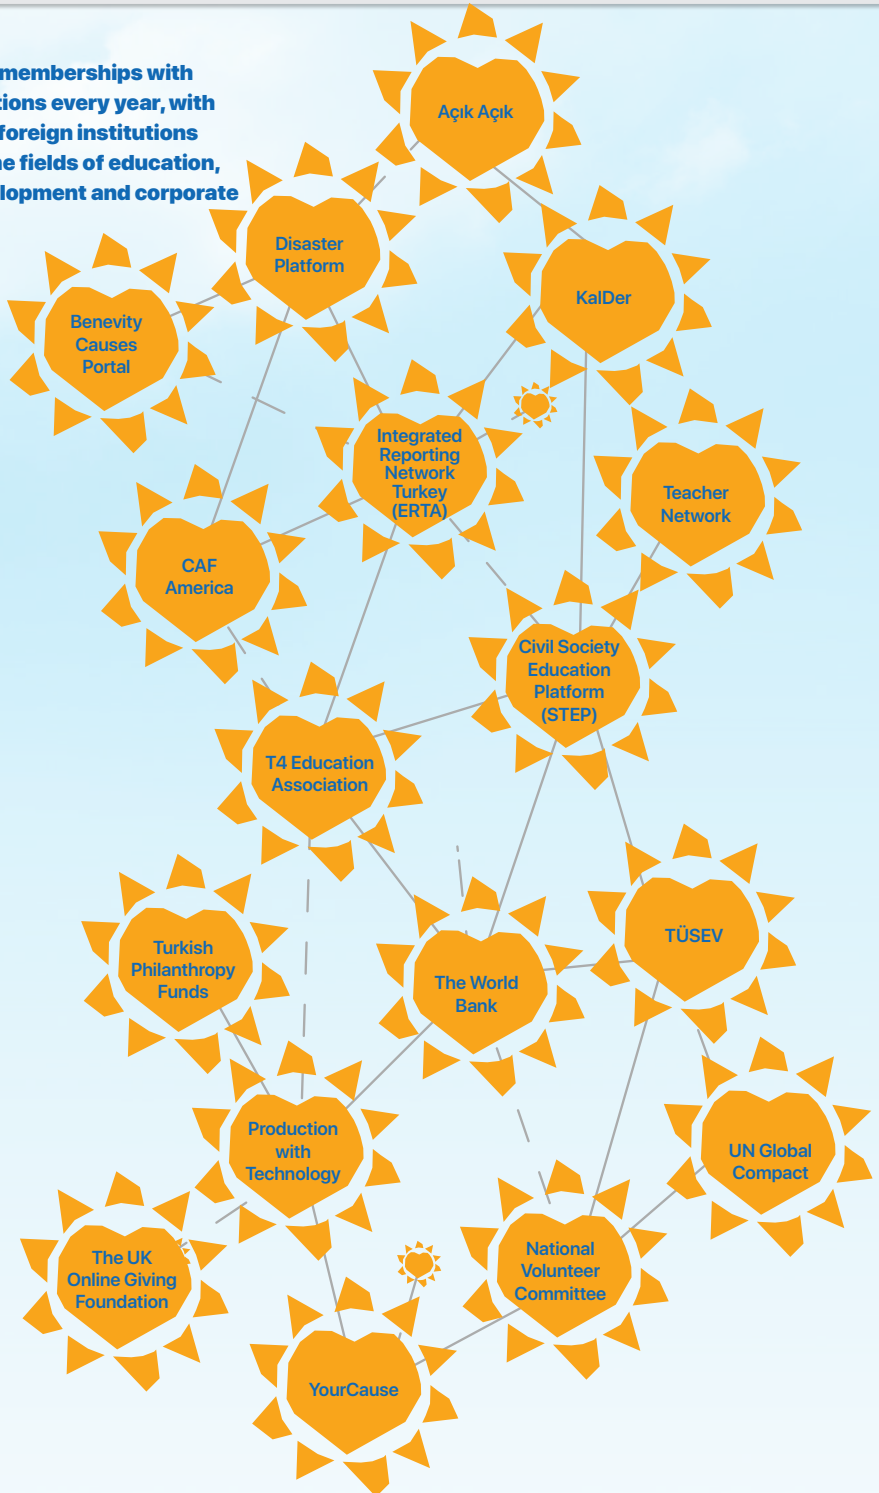 memberships with
tions every year, with
foreign institutions
e fields of education,
lopment and corporate
Açık Açık
Disaster
Platform
KalDer
Benevity
Causes
Portal
Integrated
Reporting
Network
Turkey
(ERTA)
Teacher
Network
CAF
America
Civil Society
Education
Platform
(STEP)
T4 Education
Association
TÜSEV
Turkish
Philanthropy
Funds
The World
Bank
Production
with
Technology
UN Global
Compact
The UK
Online Giving
Foundation
National
Volunteer
Committee
YourCause